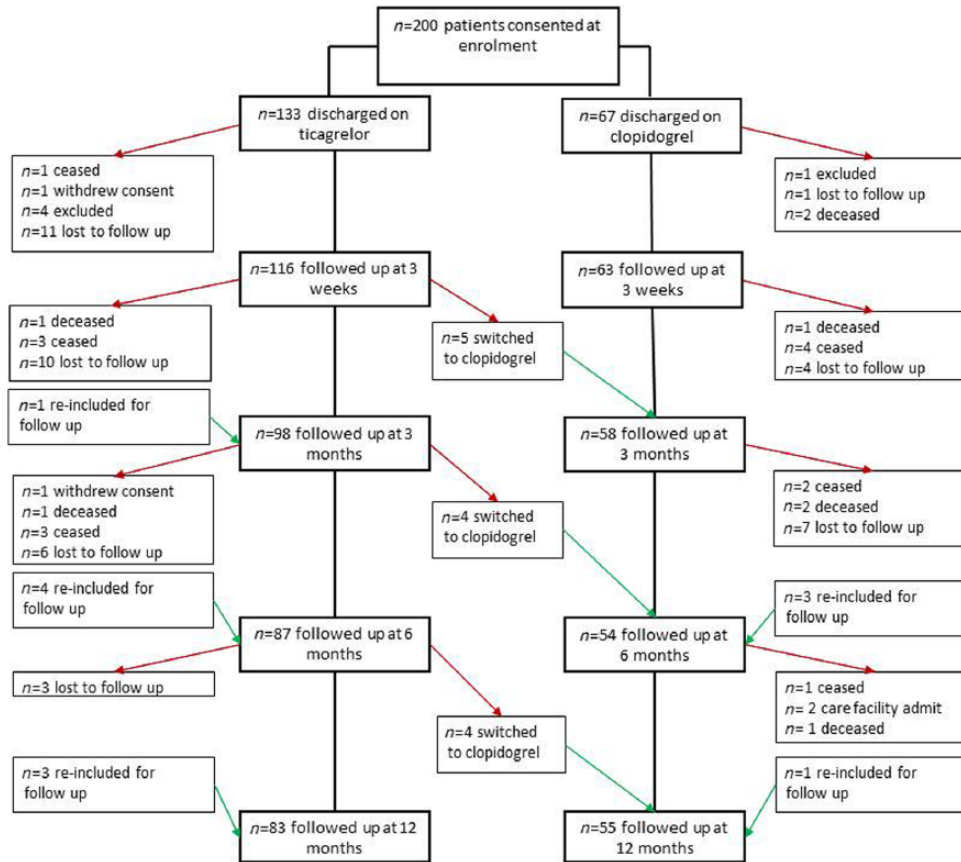 n=200 patients consented at
enrolment
n=133 discharged on
ticagrelor
n=67 discharged on
clopidogrel
n=1 ceased
n=1 withdrew consent
n=4 excluded
n=11 lost to follow up
n=1 excluded
n=1 lost to follow up
n=2 deceased
n=116 followed up at 3
weeks
n=63 followed up at
3 weeks
n=1 deceased
n=3 ceased
n=10 lost to follow up
n=5 switched
to clopidogrel
n=1 deceased
n=4 ceased
n=4 lost to follow up
n=1 re-included for
follow up
n=98 followed up at 3
months
n=58 followed up at
3 months
n=1 withdrew consent
n=1 deceased
n=3 ceased
n=6 lost to follow up
n=4 switched
to clopidogrel
n=2 ceased
n=2 deceased
n=7 lost to follow up
n=4 re-included for
follow up
n=3 re-included for
follow up
n=87 followed up at 6
months
n=54 followed up at
6 months
n=3 lost to follow up
n=4 switched
to clopidogrel
n=1 ceased
n= 2 care facility admit
n= 1 deceased
n=3 re-included for
follow up
n=1 re-included for
follow up
n=83 followed up at 12
months
n=55 followed up at
12 months